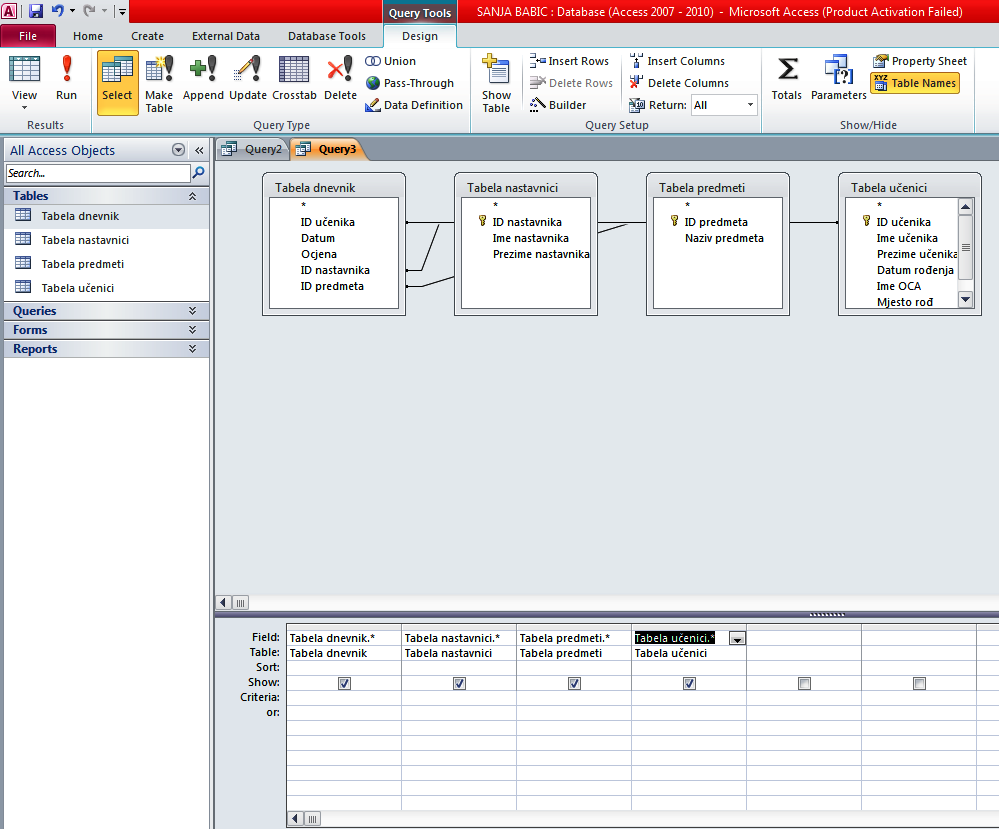 Query Tools
SANJA BABIC : Database (Access 2007 - 2010) - Microsoft Access (Product Activation Failed)
File Home Create External Data Database Tools Design
View
Run
Results
Select
Make Table
Append
Update
Crosstab
Delete
Union
Pass-Through
Data Definition
Query Type
Show Table
Insert Rows
Delete Rows
Builder
Insert Columns
Delete Columns
Return: All
Query Setup
Σ
Totals
Parameters
Property Sheet
XYZ
Table Names
Show/Hide
All Access Objects
Search...
Tables
Tabela dnevnik
Tabela nastavnici
Tabela predmeti
Tabela učenici
Queries
Forms
Reports
Query2 Query3
Tabela dnevnik
*
ID učenika
Datum
Ocjena
ID nastavnika
ID predmeta
Tabela nastavnici
*
ID nastavnika
Ime nastavnika
Prezime nastavnika
Tabela predmeti
*
ID predmeta
Naziv predmeta
Tabela učenici
*
ID učenika
Ime učenika
Prezime učenika
Datum rođenja
Ime OCA
Mjesto rođ
Field: Tabela dnevnik.* Tabela nastavnici.* Tabela predmeti.* Tabela učenici.*
Table: Tabela dnevnik Tabela nastavnici Tabela predmeti Tabela učenici
Sort:
Show:
Criteria:
or: